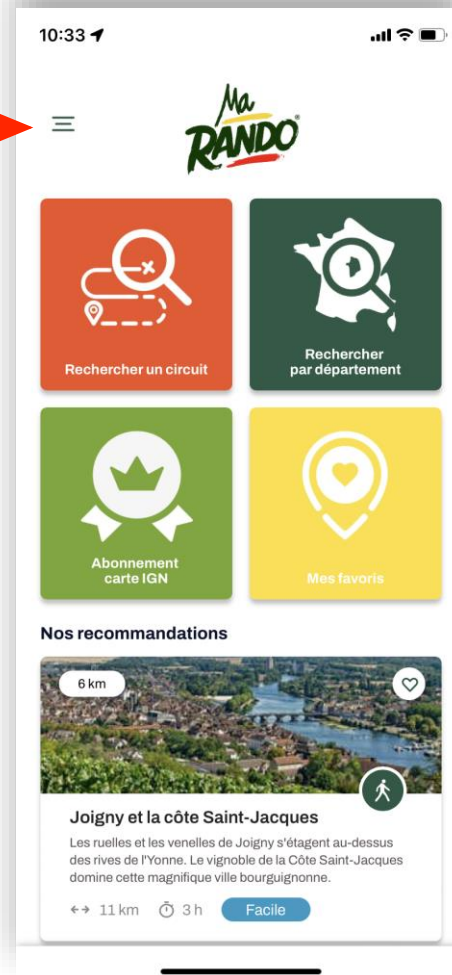 10:33
Ma
RANDO
Rechercher un circuit
Rechercher
par département
Abonnement
carte IGN
Mes favoris
Nos recommandations
6 km
Joigny et la côte Saint-Jacques
Les ruelles et les venelles de Joigny s'étagent au-dessus
des rives de l'Yonne. Le vignoble de la Côte Saint-Jacques
domine cette magnifique ville bourguignonne.
11 km 3 h Facile